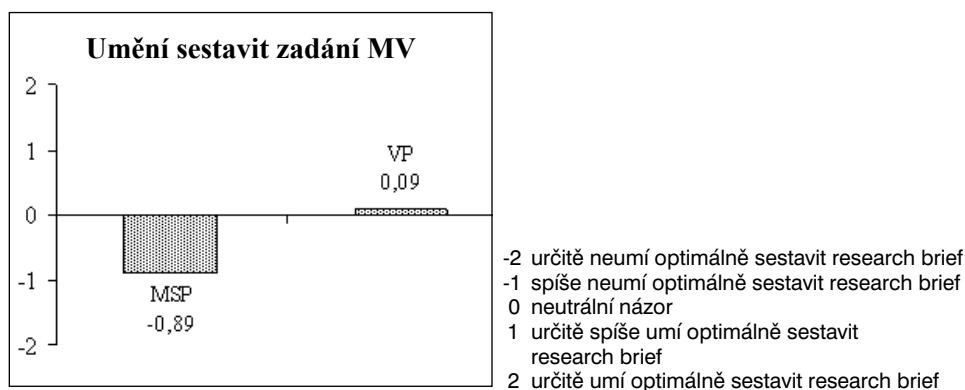 Umění sestavit zadání MV
2
1
0
-1
-2
VP
0,09
MSP
-0,89
-2 určitě neumí optimálně sestavit research brief
-1 spíše neumí optimálně sestavit research brief
0 neutrální názor
1 určitě spíše umí optimálně sestavit
research brief
2 určitě umí optimálně sestavit research brief